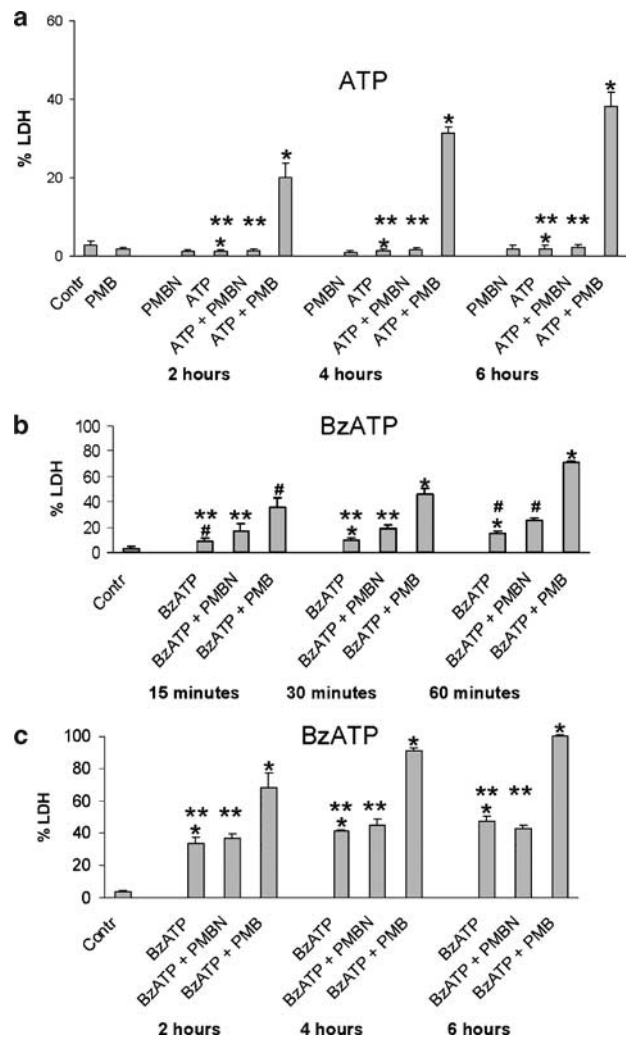 a
60
ATP
40
% LDH
20
0
* * *
** ** ** ** ** **
* * *
Contr PMB PMBN ATP ATP + PMBN ATP + PMB PMBN ATP ATP + PMBN ATP + PMB PMBN ATP ATP + PMBN ATP + PMB
2 hours 4 hours 6 hours
b
BzATP
100
80
60
40
20
0
% LDH
** # ** # ** * ** * # * # *
Contr BzATP BzATP + PMBN BzATP + PMB BzATP BzATP + PMBN BzATP + PMB BzATP BzATP + PMBN BzATP + PMB
15 minutes 30 minutes 60 minutes
c
BzATP
100
80
60
40
20
0
% LDH
** * ** * ** * ** * ** * ** *
Contr BzATP BzATP + PMBN BzATP + PMB BzATP BzATP + PMBN BzATP + PMB BzATP BzATP + PMBN BzATP + PMB
2 hours 4 hours 6 hours